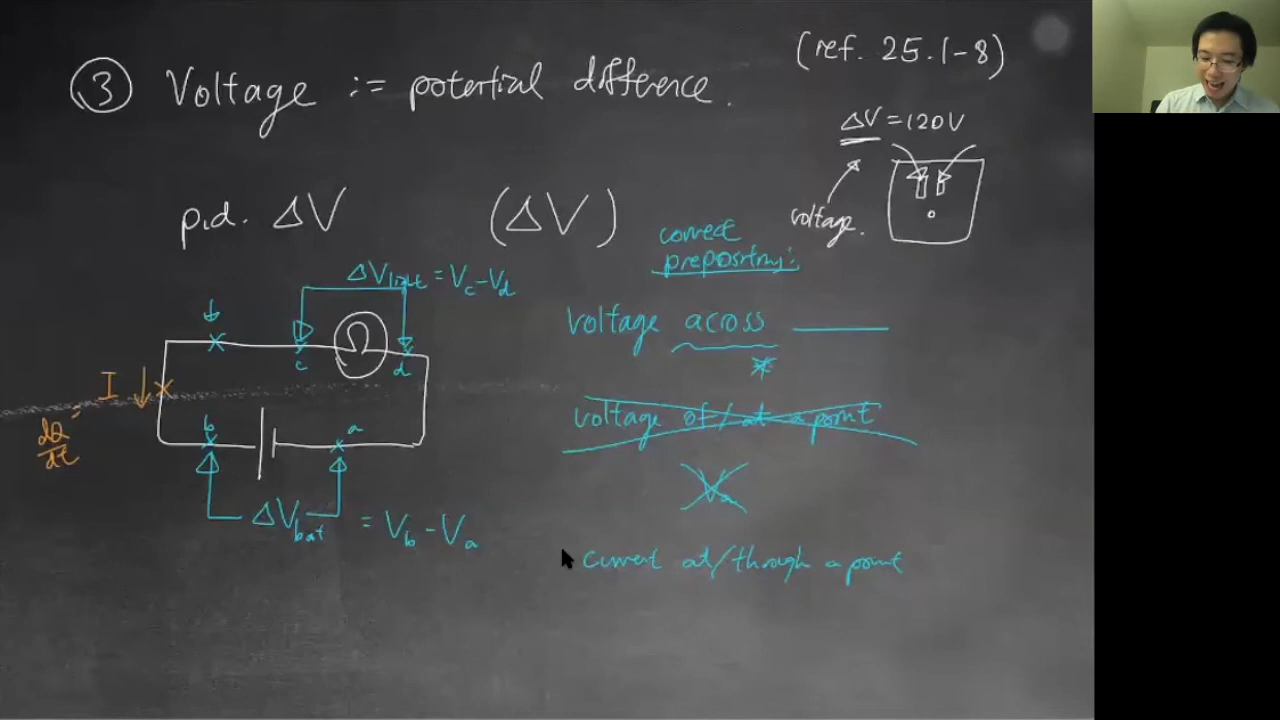 ③ Voltage := potential difference.
(ref. 25.1-8)
ΔV = 120V
voltage.
p.d. ΔV (ΔV)
correct
preposition:
ΔV_light = V_c - V_d
voltage across ____
*
c d
I
= dQ/dt
voltage of / at a point
b a
ΔV_bat = V_b - V_a
current at/through a point